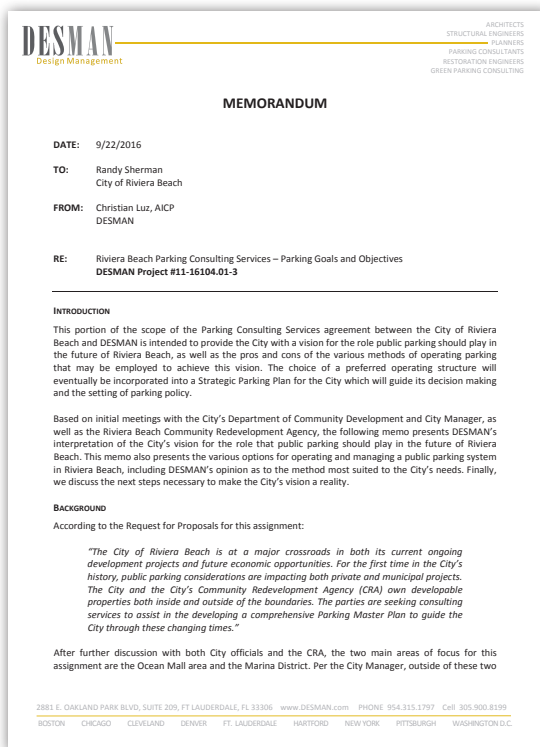 DESMAN
Design Management
ARCHITECTS
STRUCTURAL ENGINEERS
PLANNERS
PARKING CONSULTANTS
RESTORATION ENGINEERS
GREEN PARKING CONSULTING
MEMORANDUM
DATE: 9/22/2016
TO: Randy Sherman
City of Riviera Beach
FROM: Christian Luz, AICP
DESMAN
RE: Riviera Beach Parking Consulting Services – Parking Goals and Objectives
DESMAN Project #11-16104.01-3
INTRODUCTION
This portion of the scope of the Parking Consulting Services agreement between the City of Riviera
Beach and DESMAN is intended to provide the City with a vision for the role public parking should play in
the future of Riviera Beach, as well as the pros and cons of the various methods of operating parking
that may be employed to achieve this vision. The choice of a preferred operating structure will
eventually be incorporated into a Strategic Parking Plan for the City which will guide its decision making
and the setting of parking policy.
Based on initial meetings with the City’s Department of Community Development and City Manager, as
well as the Riviera Beach Community Redevelopment Agency, the following memo presents DESMAN’s
interpretation of the City’s vision for the role that public parking should play in the future of Riviera
Beach. This memo also presents the various options for operating and managing a public parking system
in Riviera Beach, including DESMAN’s opinion as to the method most suited to the City’s needs. Finally,
we discuss the next steps necessary to make the City’s vision a reality.
BACKGROUND
According to the Request for Proposals for this assignment:
“The City of Riviera Beach is at a major crossroads in both its current ongoing
development projects and future economic opportunities. For the first time in the City’s
history, public parking considerations are impacting both private and municipal projects.
The City and the City’s Community Redevelopment Agency (CRA) own developable
properties both inside and outside of the boundaries. The parties are seeking consulting
services to assist in the developing a comprehensive Parking Master Plan to guide the
City through these changing times.”
After further discussion with both City officials and the CRA, the two main areas of focus for this
assignment are the Ocean Mall area and the Marina District. Per the City Manager, outside of these two
2881 E. OAKLAND PARK BLVD, SUITE 209, FT LAUDERDALE, FL 33306 www.DESMAN.com PHONE 954.315.1797 Cell 305.900.8199
BOSTON CHICAGO CLEVELAND DENVER FT. LAUDERDALE HARTFORD NEW YORK PITTSBURGH WASHINGTON D.C.